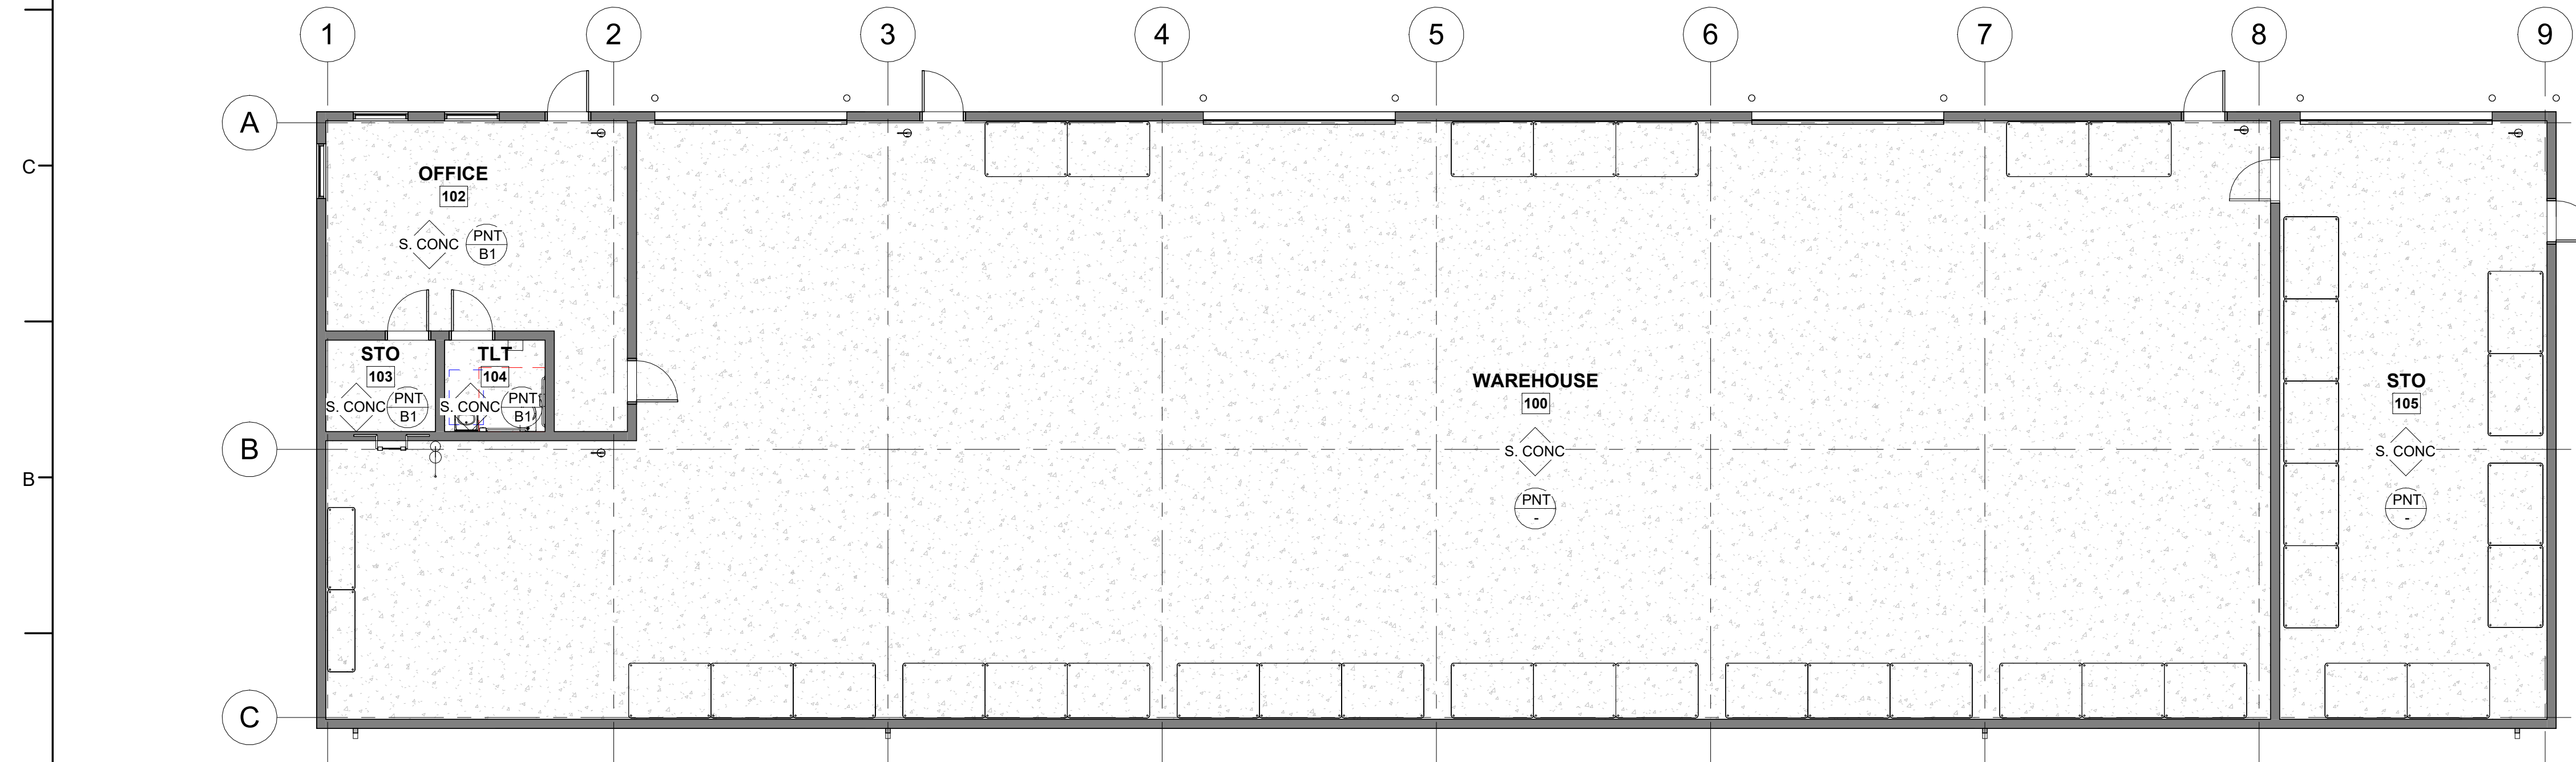 1
2
3
4
5
6
7
8
9
A
C
OFFICE
102
S. CONC
PNT
B1
STO
103
S. CONC
PNT
B1
TLT
104
S. CONC
PNT
B1
WAREHOUSE
100
S. CONC
PNT
-
STO
105
S. CONC
PNT
-
B
B
C